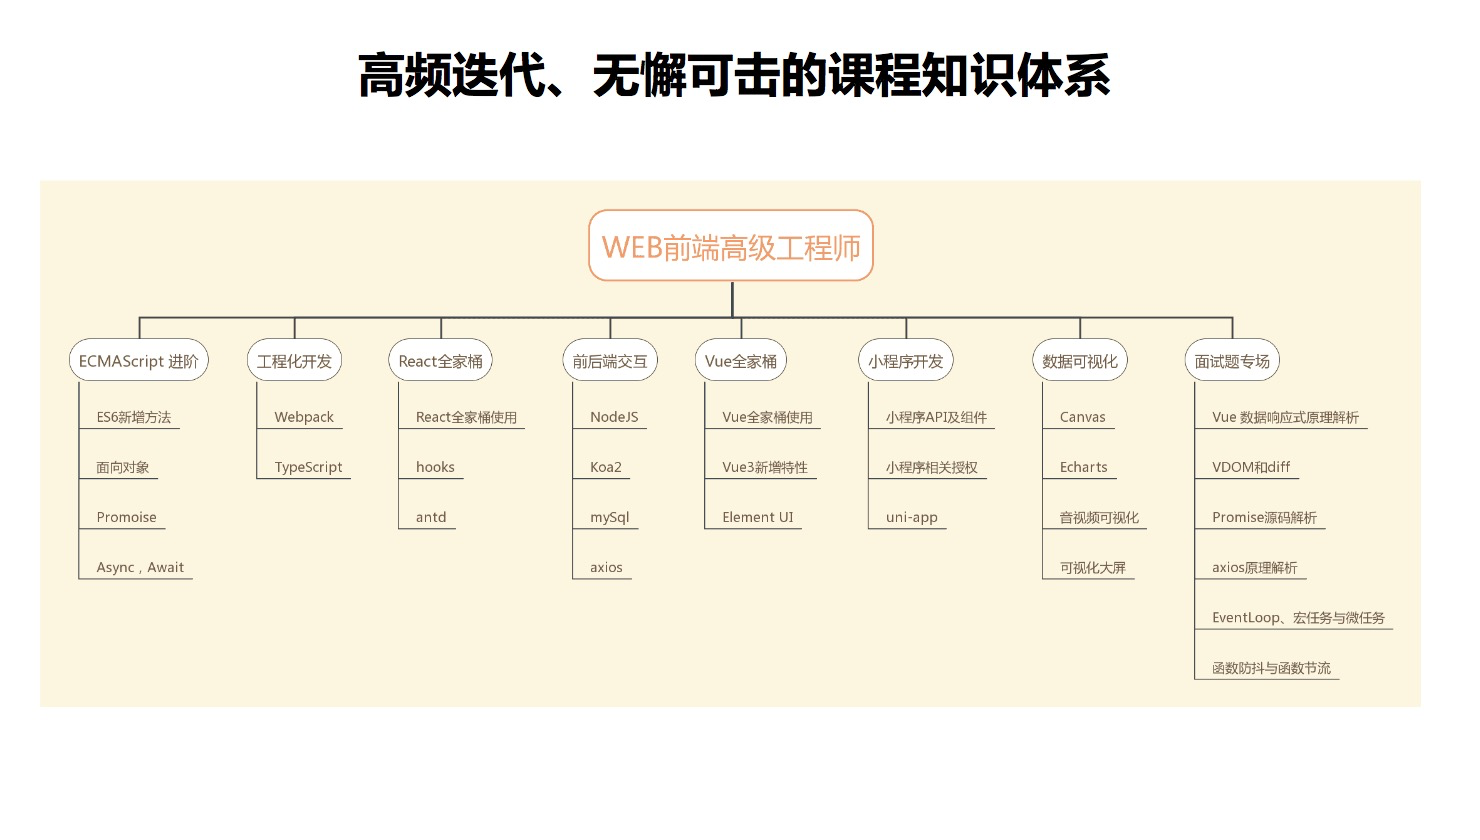 高频迭代、无懈可击的课程知识体系
WEB前端高级工程师
ECMAScript 进阶
ES6新增方法
面向对象
Promoise
Async，Await
工程化开发
Webpack
TypeScript
React全家桶
React全家桶使用
hooks
antd
前后端交互
NodeJS
Koa2
mySql
axios
Vue全家桶
Vue全家桶使用
Vue3新增特性
Element UI
小程序开发
小程序API及组件
小程序相关授权
uni-app
数据可视化
Canvas
Echarts
音视频可视化
可视化大屏
面试题专场
Vue 数据响应式原理解析
VDOM和diff
Promise源码解析
axios原理解析
EventLoop、宏任务与微任务
函数防抖与函数节流